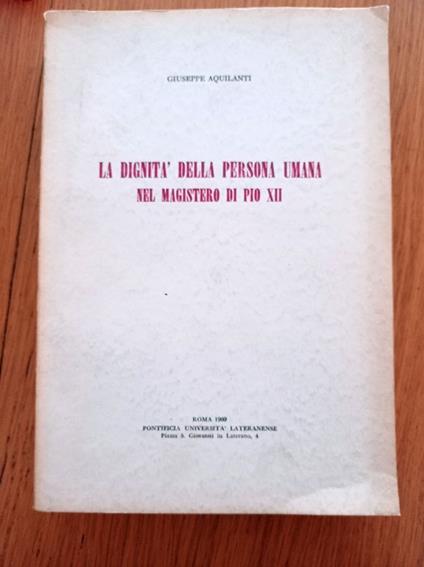 GIUSEPPE AQUILANTI
LA DIGNITA' DELLA PERSONA UMANA
NEL MAGISTERO DI PIO XII
ROMA 1960
PONTIFICIA UNIVERSITA' LATERANENSE
Piazza S. Giovanni in Laterano, 4